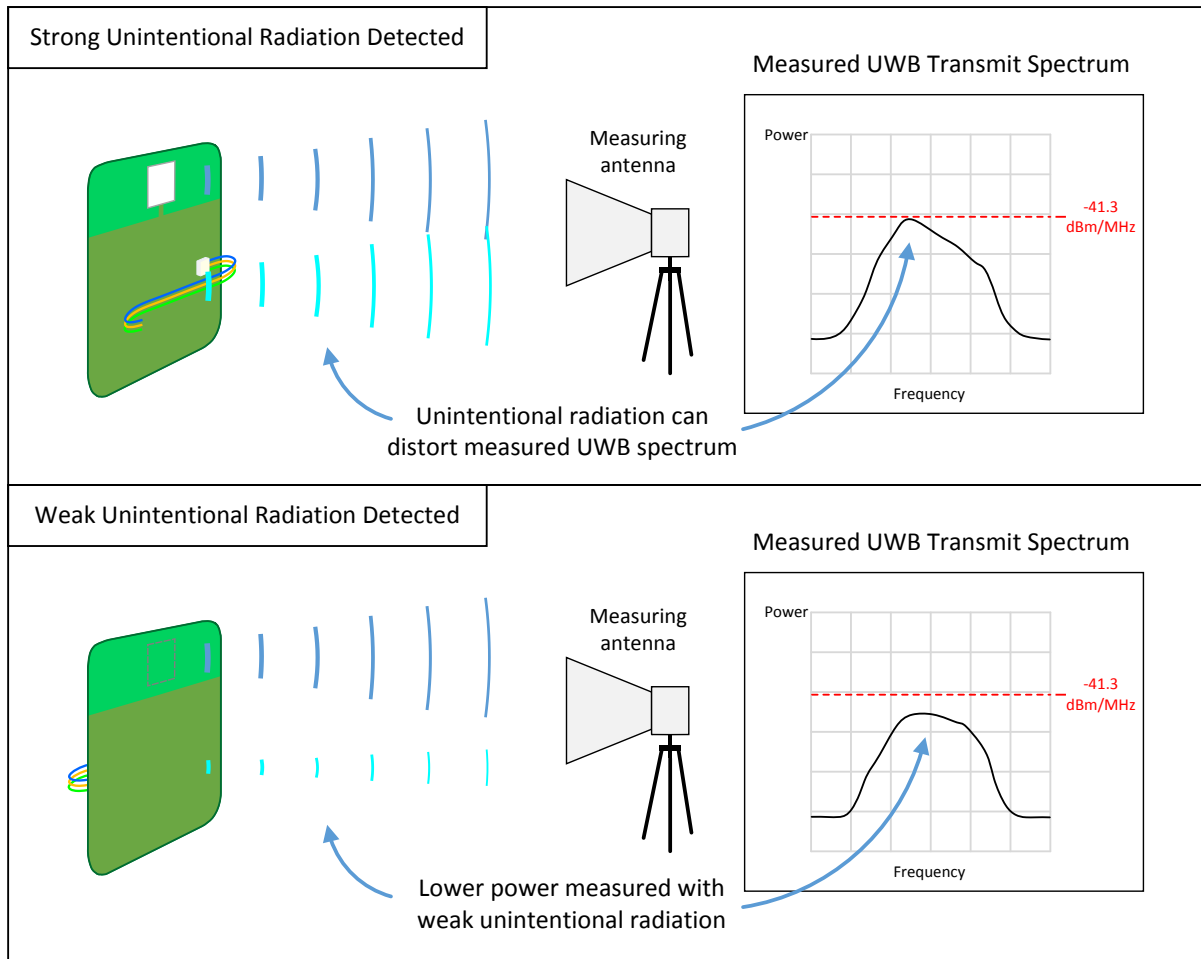 Strong Unintentional Radiation Detected
Measured UWB Transmit Spectrum
Measuring
antenna
Power
-41.3
dBm/MHz
Frequency
Unintentional radiation can
distort measured UWB spectrum
Weak Unintentional Radiation Detected
Measured UWB Transmit Spectrum
Measuring
antenna
Power
-41.3
dBm/MHz
Frequency
Lower power measured with
weak unintentional radiation